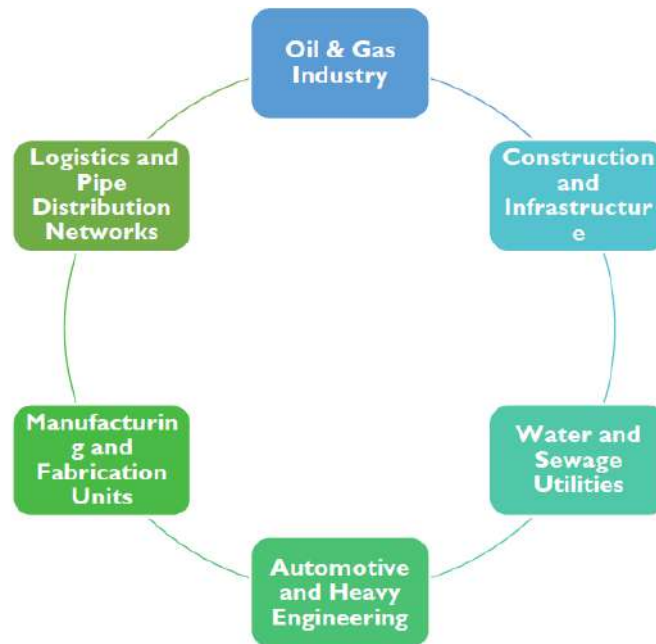 Oil & Gas
Industry
Construction
and
Infrastructur
e
Water and
Sewage
Utilities
Automotive
and Heavy
Engineering
Manufacturin
g and
Fabrication
Units
Logistics and
Pipe
Distribution
Networks